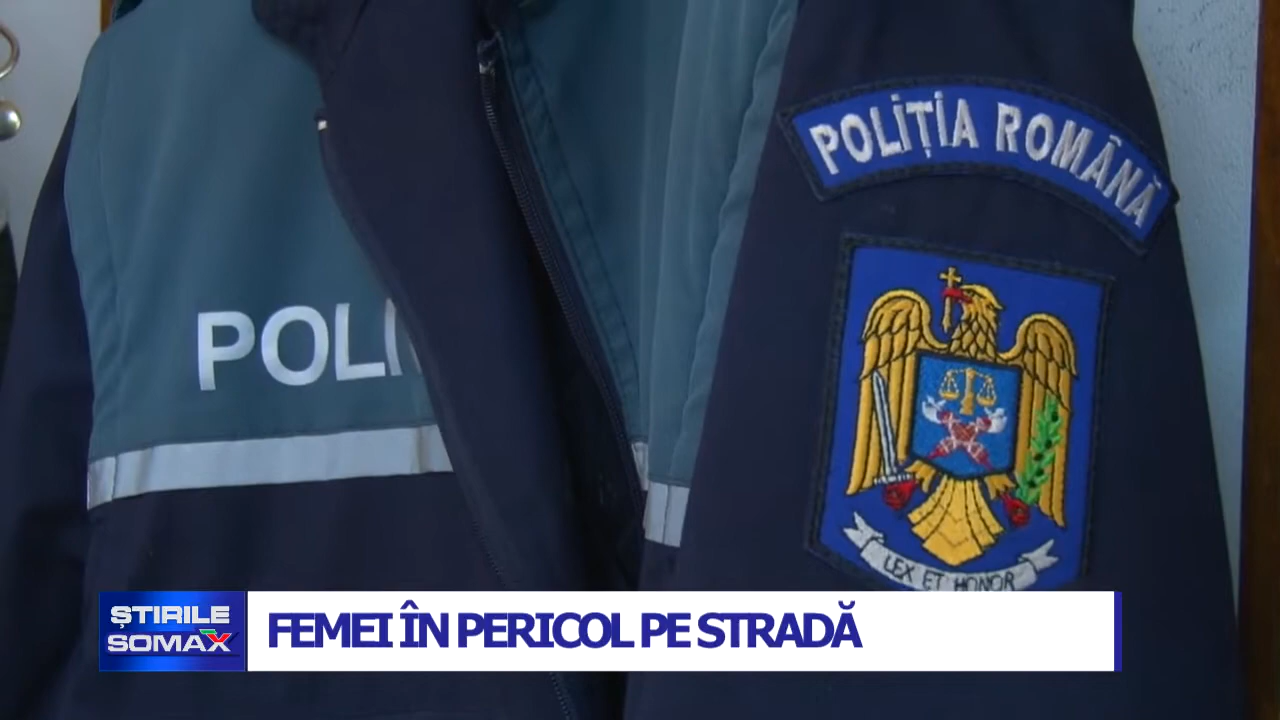 POLIȚIA ROMÂNĂ
POLI
LEX ET HONOR
ȘTIRILE
SOMAX
FEMEI ÎN PERICOL PE STRADĂ